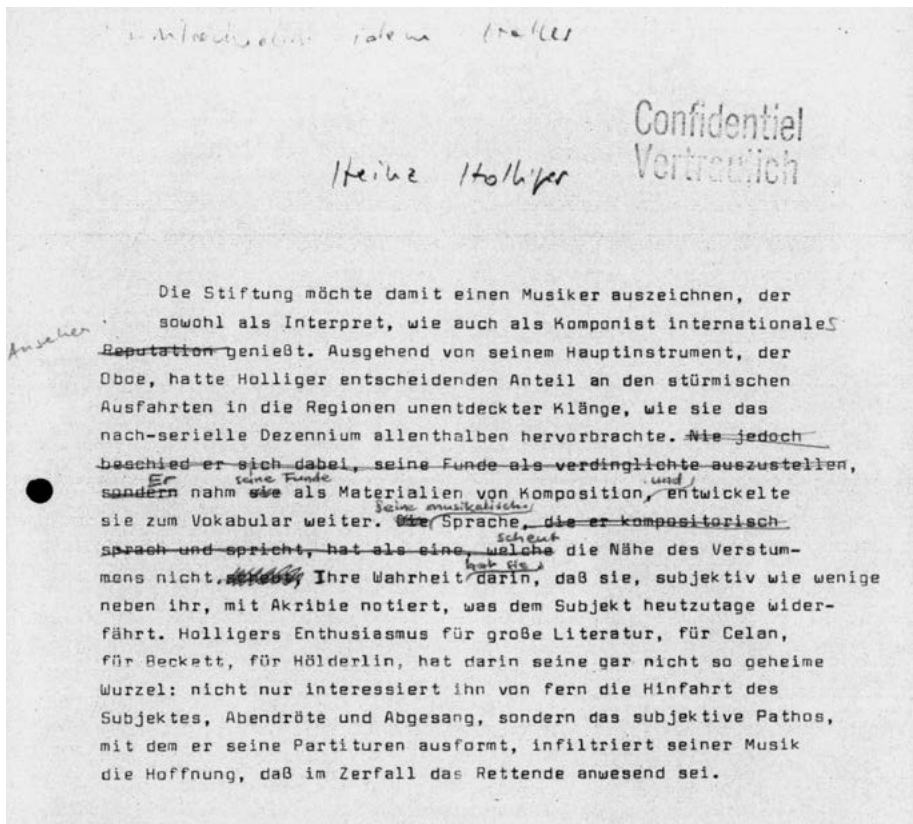 Confidentiel
Vertraulich
Heinz Holliger
Die Stiftung möchte damit einen Musiker auszeichnen, der
sowohl als Interpret, wie auch als Komponist internationales
Ansehen
Reputation genießt. Ausgehend von seinem Hauptinstrument, der
Oboe, hatte Holliger entscheidenden Anteil an den stürmischen
Ausfahrten in die Regionen unentdeckter Klänge, wie sie das
nach-serielle Dezennium allenthalben hervorbrachte. Nie jedoch
beschied er sich dabei, seine Funde als verdinglichte auszustellen,
Er seine Funde und
sondern nahm sie als Materialien von Komposition, entwickelte
seine musikalische
sie zum Vokabular weiter. Die Sprache, die er kompositorisch
scheut
sprach und spricht, hat als eine, welche die Nähe des Verstum-
hat sie
mens nicht. Ihre Wahrheit darin, daß sie, subjektiv wie wenige
neben ihr, mit Akribie notiert, was dem Subjekt heutzutage wider-
fährt. Holligers Enthusiasmus für große Literatur, für Celan,
für Beckett, für Hölderlin, hat darin seine gar nicht so geheime
Wurzel: nicht nur interessiert ihn von fern die Hinfahrt des
Subjektes, Abendröte und Abgesang, sondern das subjektive Pathos,
mit dem er seine Partituren ausformt, infiltriert seiner Musik
die Hoffnung, daß im Zerfall das Rettende anwesend sei.